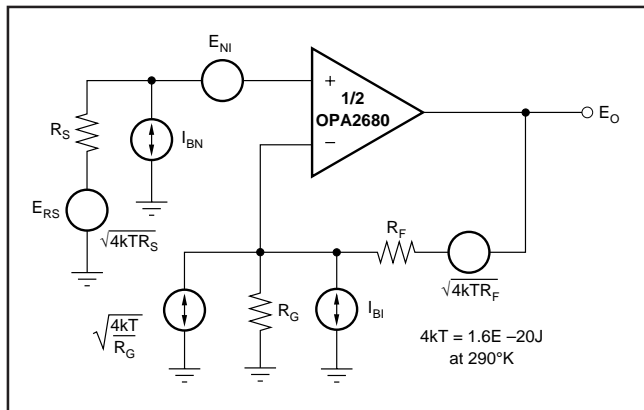 E_NI
1/2
OPA2680
+
−
E_O
R_S
I_BN
E_RS
√4kTR_S
R_F
√4kTR_F
√4kT/R_G
R_G
I_BI
4kT = 1.6E –20J
at 290°K